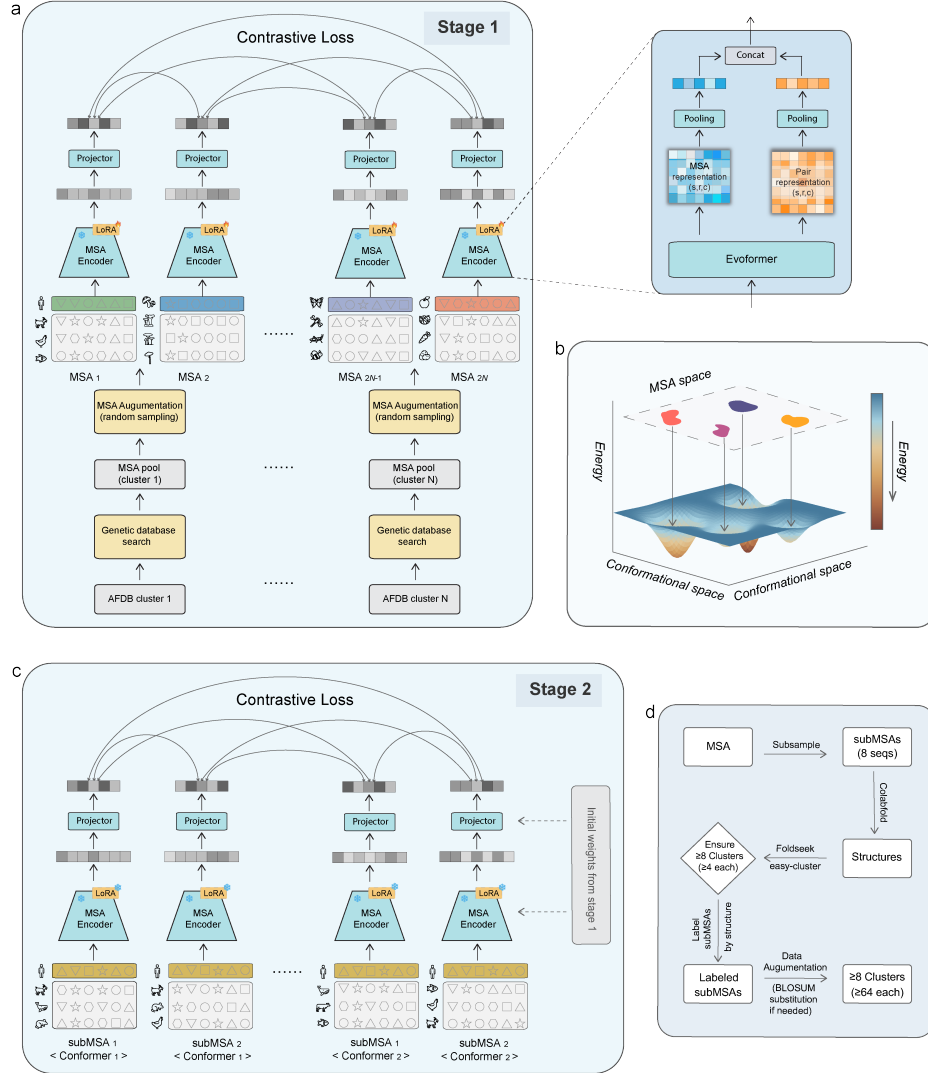 a
Stage 1
Contrastive Loss
Projector
Projector
Projector
Projector
LoRA
LoRA
LoRA
LoRA
MSA
Encoder
MSA
Encoder
MSA
Encoder
MSA
Encoder
......
MSA 1
MSA 2
MSA 2N-1
MSA 2N
MSA Augumentation
(random sampling)
MSA Augumentation
(random sampling)
MSA pool
(cluster 1)
......
MSA pool
(cluster N)
Genetic database
search
......
Genetic database
search
AFDB cluster 1
......
AFDB cluster N
Concat
Pooling
Pooling
MSA
representation
(s,r,c)
Pair
representation
(s,r,c)
Evoformer
b
MSA space
Energy
Energy
Conformational space
Conformational space
c
Stage 2
Contrastive Loss
Projector
Projector
Projector
Projector
Initial weights from stage 1
LoRA
LoRA
LoRA
LoRA
MSA
Encoder
MSA
Encoder
MSA
Encoder
MSA
Encoder
......
subMSA 1
< Conformer 1 >
subMSA 2
< Conformer 1 >
subMSA 1
< Conformer 2 >
subMSA 2
< Conformer 2 >
d
MSA
Subsample
subMSAs
(8 seqs)
Colabfold
Structures
Foldseek
easy-cluster
Ensure
≥8 Clusters
(≥4 each)
Label
subMSAs
by structure
Labeled
subMSAs
Data
Augmentation
(BLOSUM
substitution
if needed)
≥8 Clusters
(≥64 each)